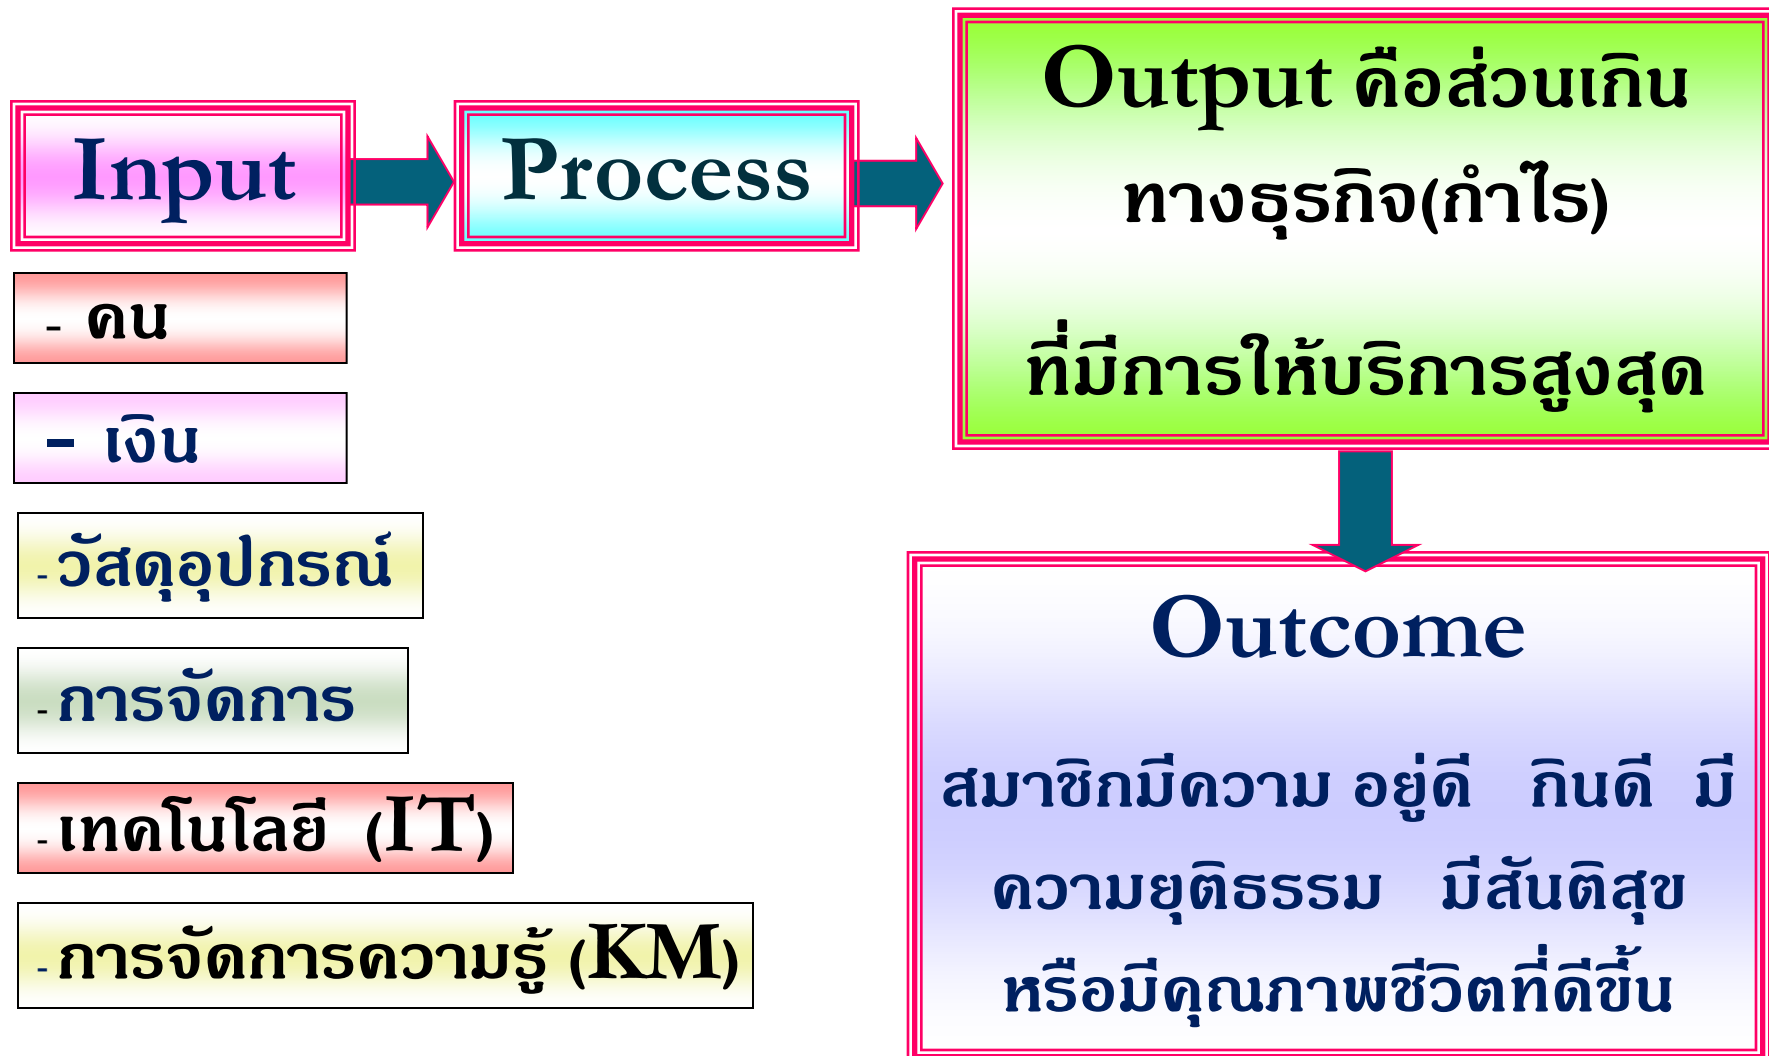 Input
Process
Output คือส่วนเกิน
ทางธุรกิจ(กำไร)
ที่มีการให้บริการสูงสุด
- คน
– เงิน
- วัสดุอุปกรณ์
- การจัดการ
- เทคโนโลยี (IT)
- การจัดการความรู้ (KM)
Outcome
สมาชิกมีความ อยู่ดี กินดี มี
ความยุติธรรม มีสันติสุข
หรือมีคุณภาพชีวิตที่ดีขึ้น